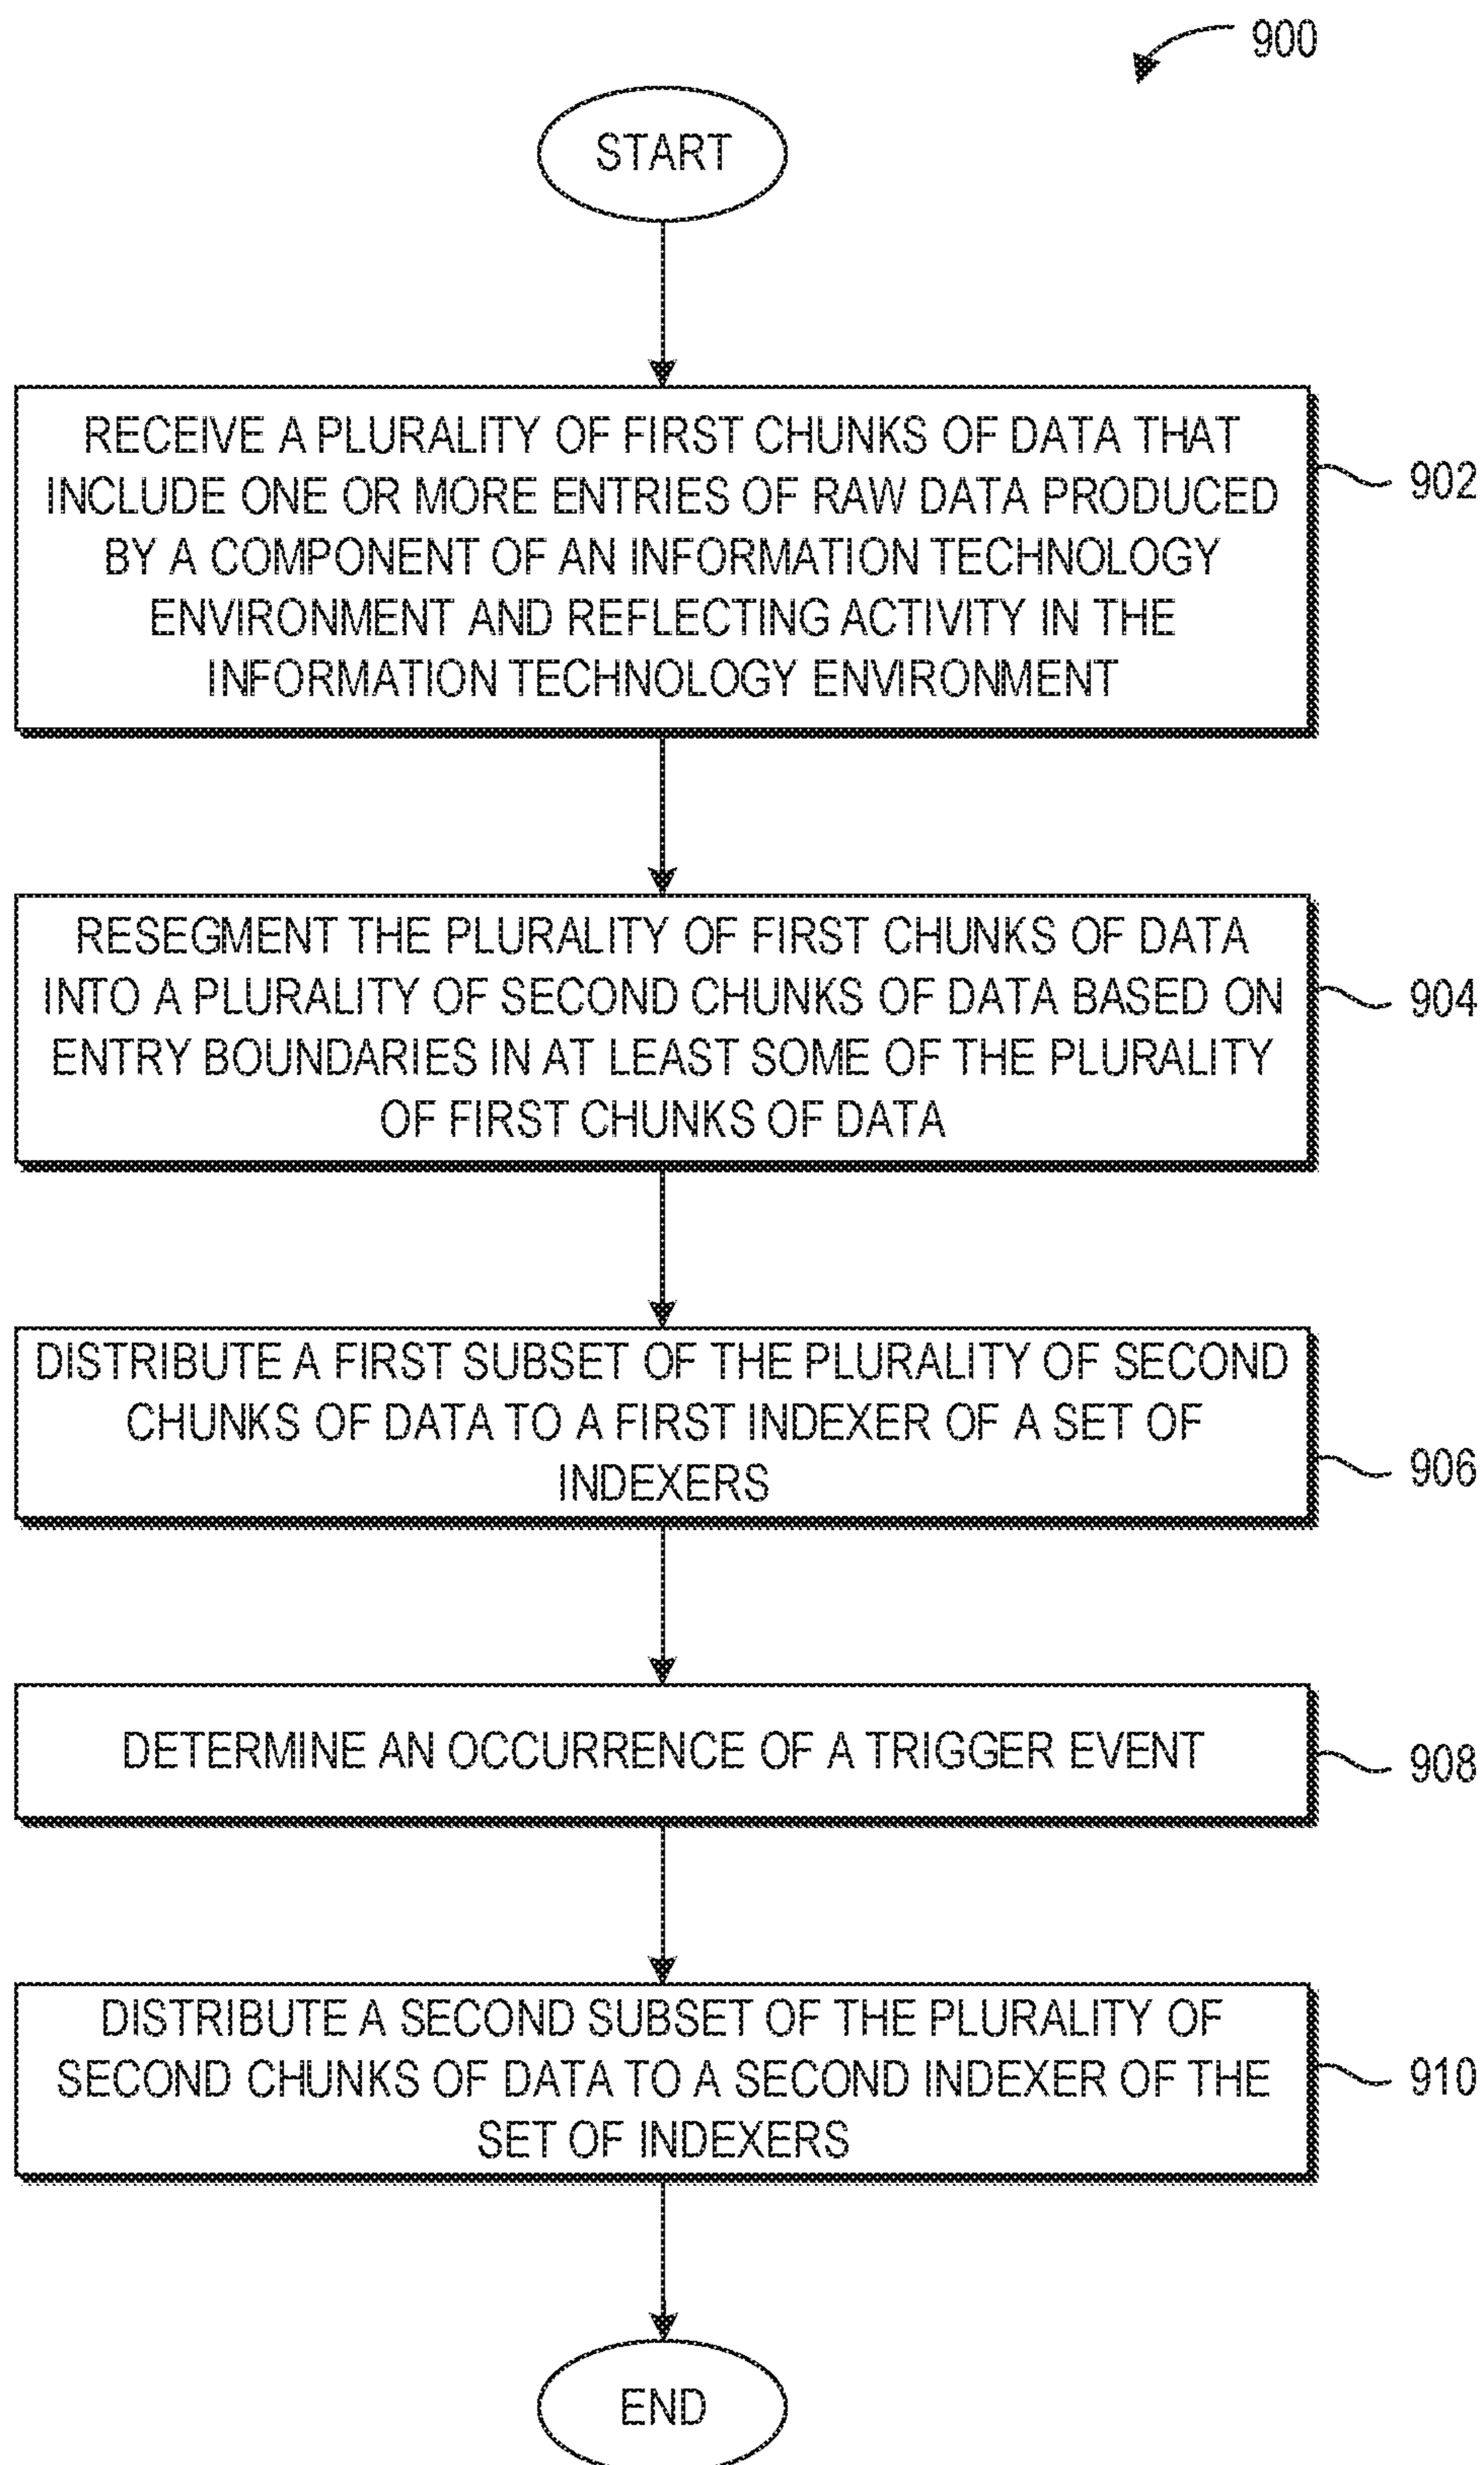 900
START
RECEIVE A PLURALITY OF FIRST CHUNKS OF DATA THAT
INCLUDE ONE OR MORE ENTRIES OF RAW DATA PRODUCED
BY A COMPONENT OF AN INFORMATION TECHNOLOGY
ENVIRONMENT AND REFLECTING ACTIVITY IN THE
INFORMATION TECHNOLOGY ENVIRONMENT
902
RESEGMENT THE PLURALITY OF FIRST CHUNKS OF DATA
INTO A PLURALITY OF SECOND CHUNKS OF DATA BASED ON
ENTRY BOUNDARIES IN AT LEAST SOME OF THE PLURALITY
OF FIRST CHUNKS OF DATA
904
DISTRIBUTE A FIRST SUBSET OF THE PLURALITY OF SECOND
CHUNKS OF DATA TO A FIRST INDEXER OF A SET OF
INDEXERS
906
DETERMINE AN OCCURRENCE OF A TRIGGER EVENT
908
DISTRIBUTE A SECOND SUBSET OF THE PLURALITY OF
SECOND CHUNKS OF DATA TO A SECOND INDEXER OF THE
SET OF INDEXERS
910
END